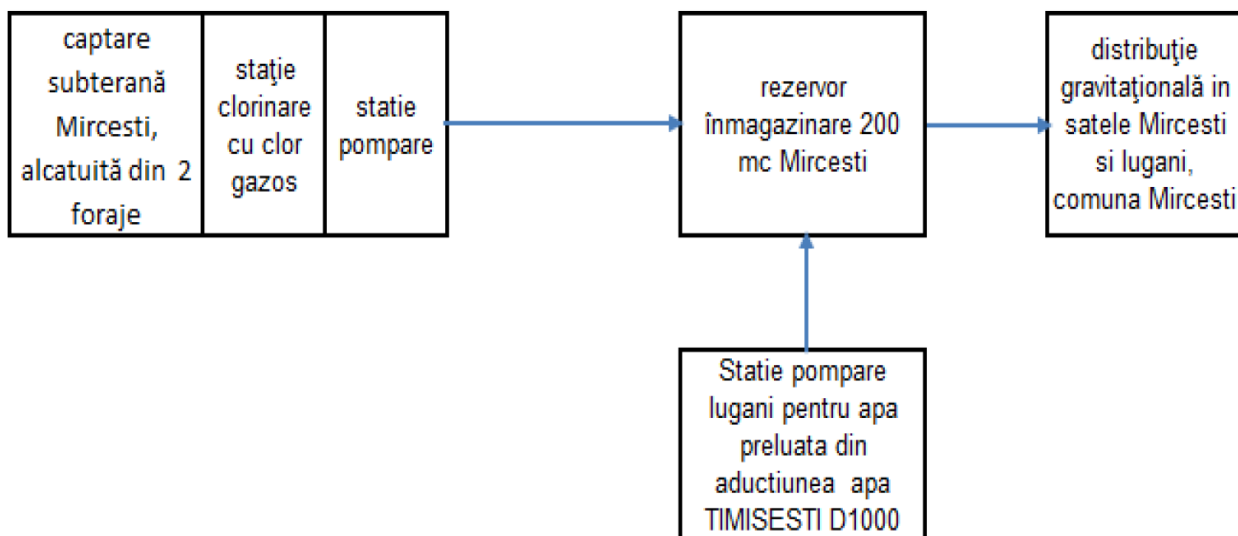 captare
subterană
Mircesti,
alcatuită din 2
foraje
staţie
clorinare
cu clor
gazos
statie
pompare
rezervor
înmagazinare 200
mc Mircesti
distribuţie
gravitaţională in
satele Mircesti
si Iugani,
comuna Mircesti
Statie pompare
Iugani pentru apa
preluata din
aductiunea apa
TIMISESTI D1000